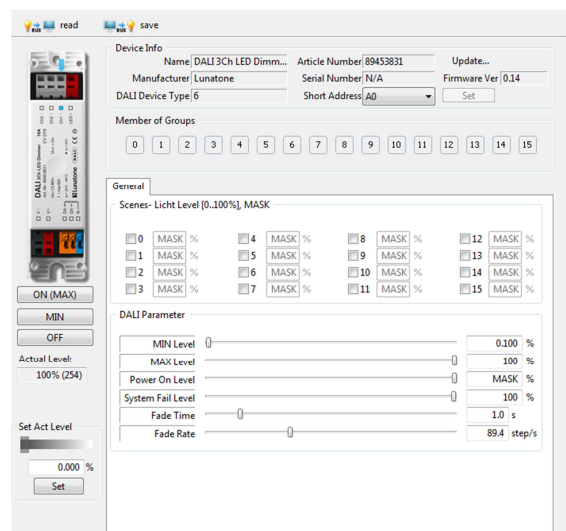 read save
Device Info
Name DALI 3Ch LED Dimm... Article Number 89453831 Update...
Manufacturer Lunatone Serial Number N/A Firmware Ver 0.14
DALI Device Type 6 Short Address A0 Set
Member of Groups
0 1 2 3 4 5 6 7 8 9 10 11 12 13 14 15
General
Scenes- Licht Level [0..100%], MASK
0 MASK % 4 MASK % 8 MASK % 12 MASK %
1 MASK % 5 MASK % 9 MASK % 13 MASK %
2 MASK % 6 MASK % 10 MASK % 14 MASK %
3 MASK % 7 MASK % 11 MASK % 15 MASK %
DALI Parameter
MIN Level 0.100 %
MAX Level 100 %
Power On Level MASK %
System Fail Level 100 %
Fade Time 1.0 s
Fade Rate 89.4 step/s
DALI 3Ch LED Dimmer
Lunatone
ON (MAX)
MIN
OFF
Actual Level:
100% (254)
Set Act Level
0.000 %
Set